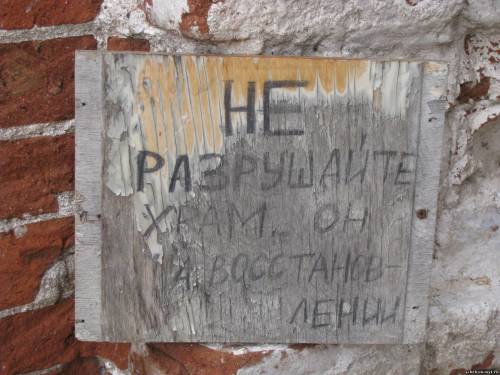 НЕ
РАЗРУШАЙТЕ
ХРАМ.. ОН
А ВОССТАНОВ-
ЛЕНИИ